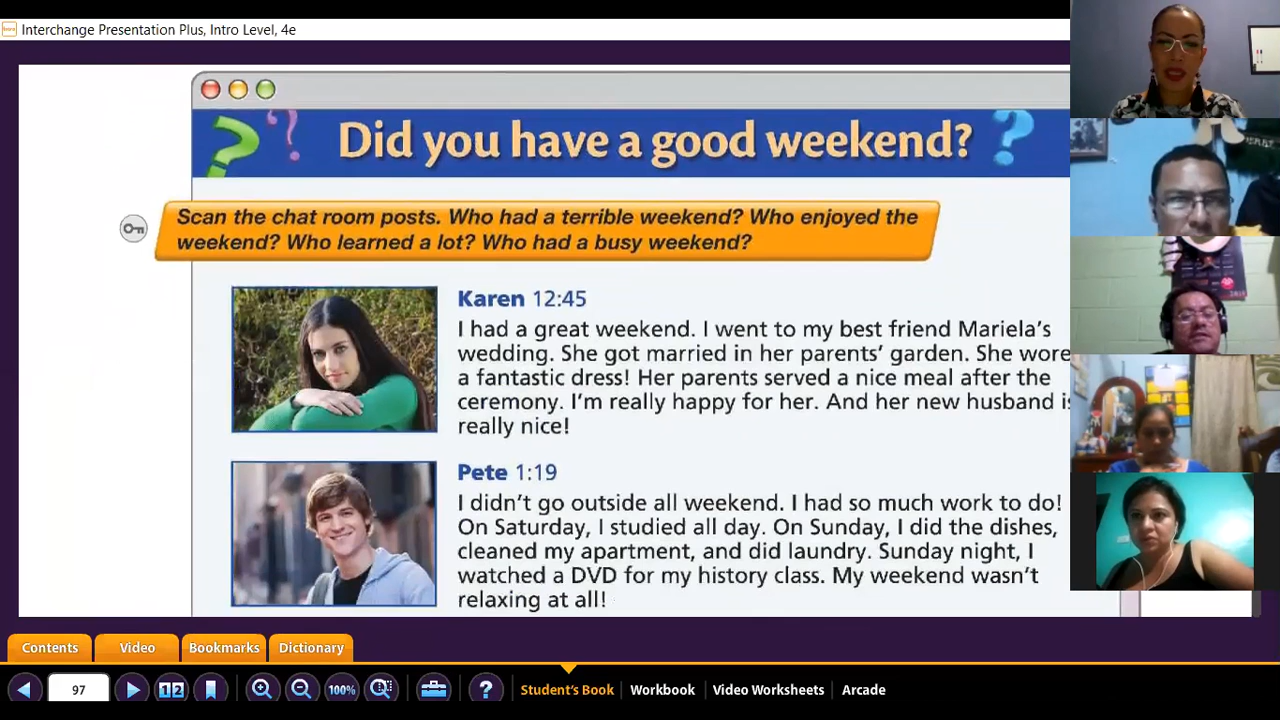 Interchange Presentation Plus, Intro Level, 4e
Did you have a good weekend?
Scan the chat room posts. Who had a terrible weekend? Who enjoyed the
weekend? Who learned a lot? Who had a busy weekend?
Karen 12:45
I had a great weekend. I went to my best friend Mariela's
wedding. She got married in her parents' garden. She wore
a fantastic dress! Her parents served a nice meal after the
ceremony. I'm really happy for her. And her new husband is
really nice!
Pete 1:19
I didn't go outside all weekend. I had so much work to do!
On Saturday, I studied all day. On Sunday, I did the dishes,
cleaned my apartment, and did laundry. Sunday night, I
watched a DVD for my history class. My weekend wasn't
relaxing at all!
Contents Video Bookmarks Dictionary
97 12 100% ? Student's Book Workbook Video Worksheets Arcade